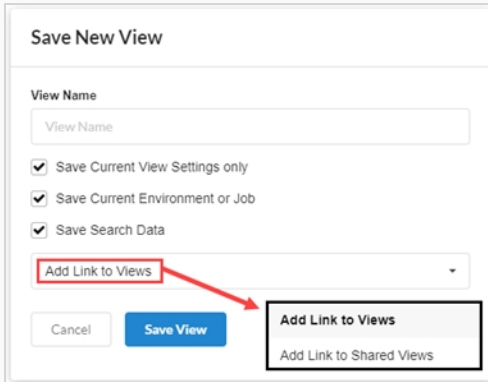 Save New View
View Name
View Name
Save Current View Settings only
Save Current Environment or Job
Save Search Data
Add Link to Views
Cancel
Save View
Add Link to Views
Add Link to Shared Views